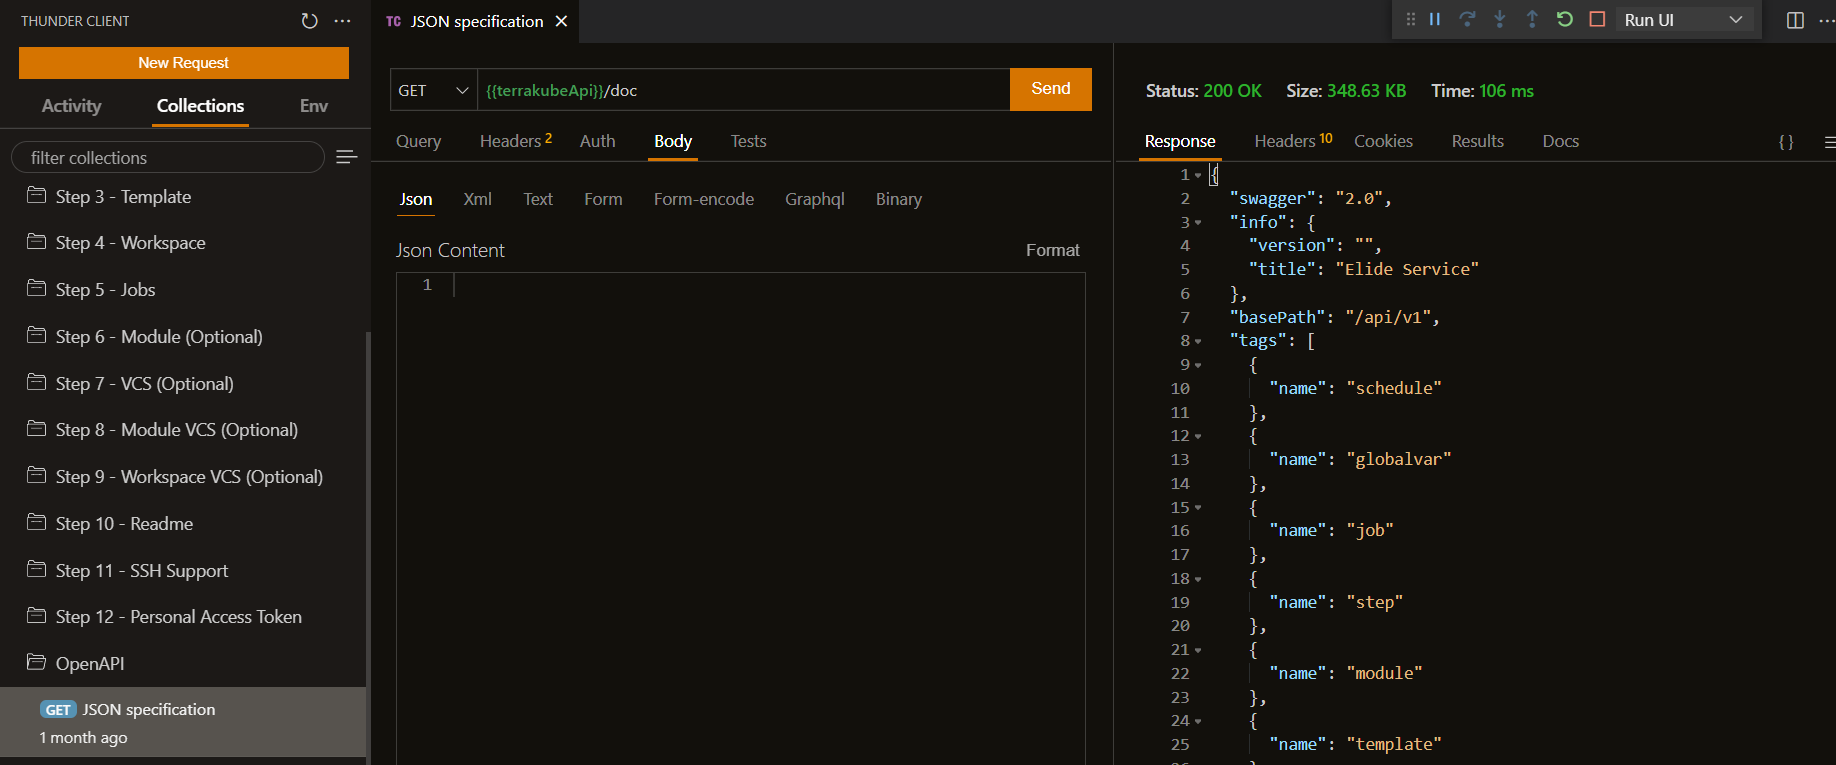 THUNDER CLIENT
New Request
Activity Collections Env
filter collections
Step 3 - Template
Step 4 - Workspace
Step 5 - Jobs
Step 6 - Module (Optional)
Step 7 - VCS (Optional)
Step 8 - Module VCS (Optional)
Step 9 - Workspace VCS (Optional)
Step 10 - Readme
Step 11 - SSH Support
Step 12 - Personal Access Token
OpenAPI
GET JSON specification
1 month ago
TC JSON specification
Run UI
GET {{terrakubeApi}}/doc Send
Query Headers 2 Auth Body Tests
Json Xml Text Form Form-encode Graphql Binary
Json Content Format
1
Status: 200 OK Size: 348.63 KB Time: 106 ms
Response Headers 10 Cookies Results Docs { }
1 {
2 "swagger": "2.0",
3 "info": {
4 "version": "",
5 "title": "Elide Service"
6 },
7 "basePath": "/api/v1",
8 "tags": [
9 {
10 "name": "schedule"
11 },
12 {
13 "name": "globalvar"
14 },
15 {
16 "name": "job"
17 },
18 {
19 "name": "step"
20 },
21 {
22 "name": "module"
23 },
24 {
25 "name": "template"